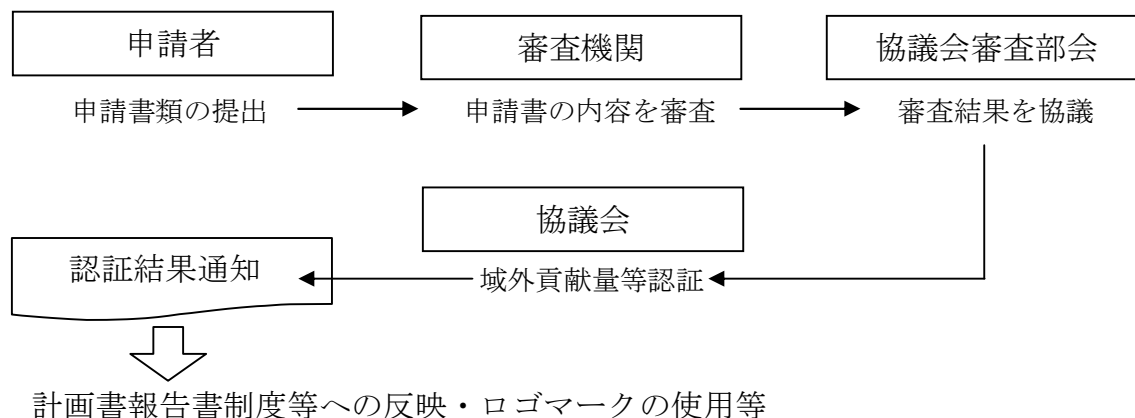 申請者
審査機関
協議会審査部会
申請書類の提出
申請書の内容を審査
審査結果を協議
協議会
認証結果通知
域外貢献量等認証
計画書報告書制度等への反映・ロゴマークの使用等